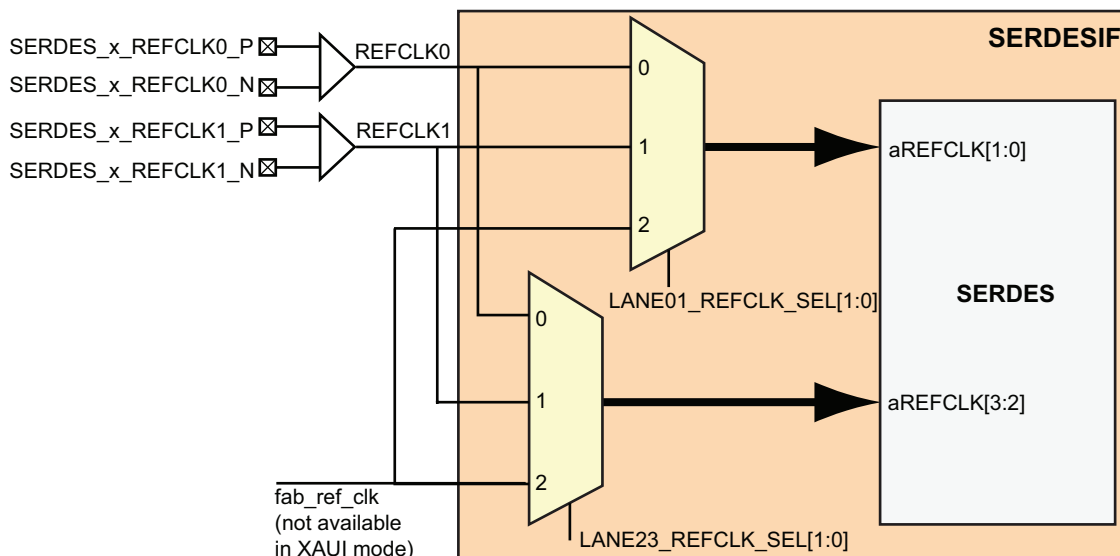 SERDESIF
SERDES_x_REFCLK0_P
REFCLK0
SERDES_x_REFCLK0_N
0
SERDES_x_REFCLK1_P
REFCLK1
SERDES_x_REFCLK1_N
1
aREFCLK[1:0]
2
LANE01_REFCLK_SEL[1:0]
SERDES
0
1
aREFCLK[3:2]
2
fab_ref_clk
(not available
in XAUI mode)
LANE23_REFCLK_SEL[1:0]